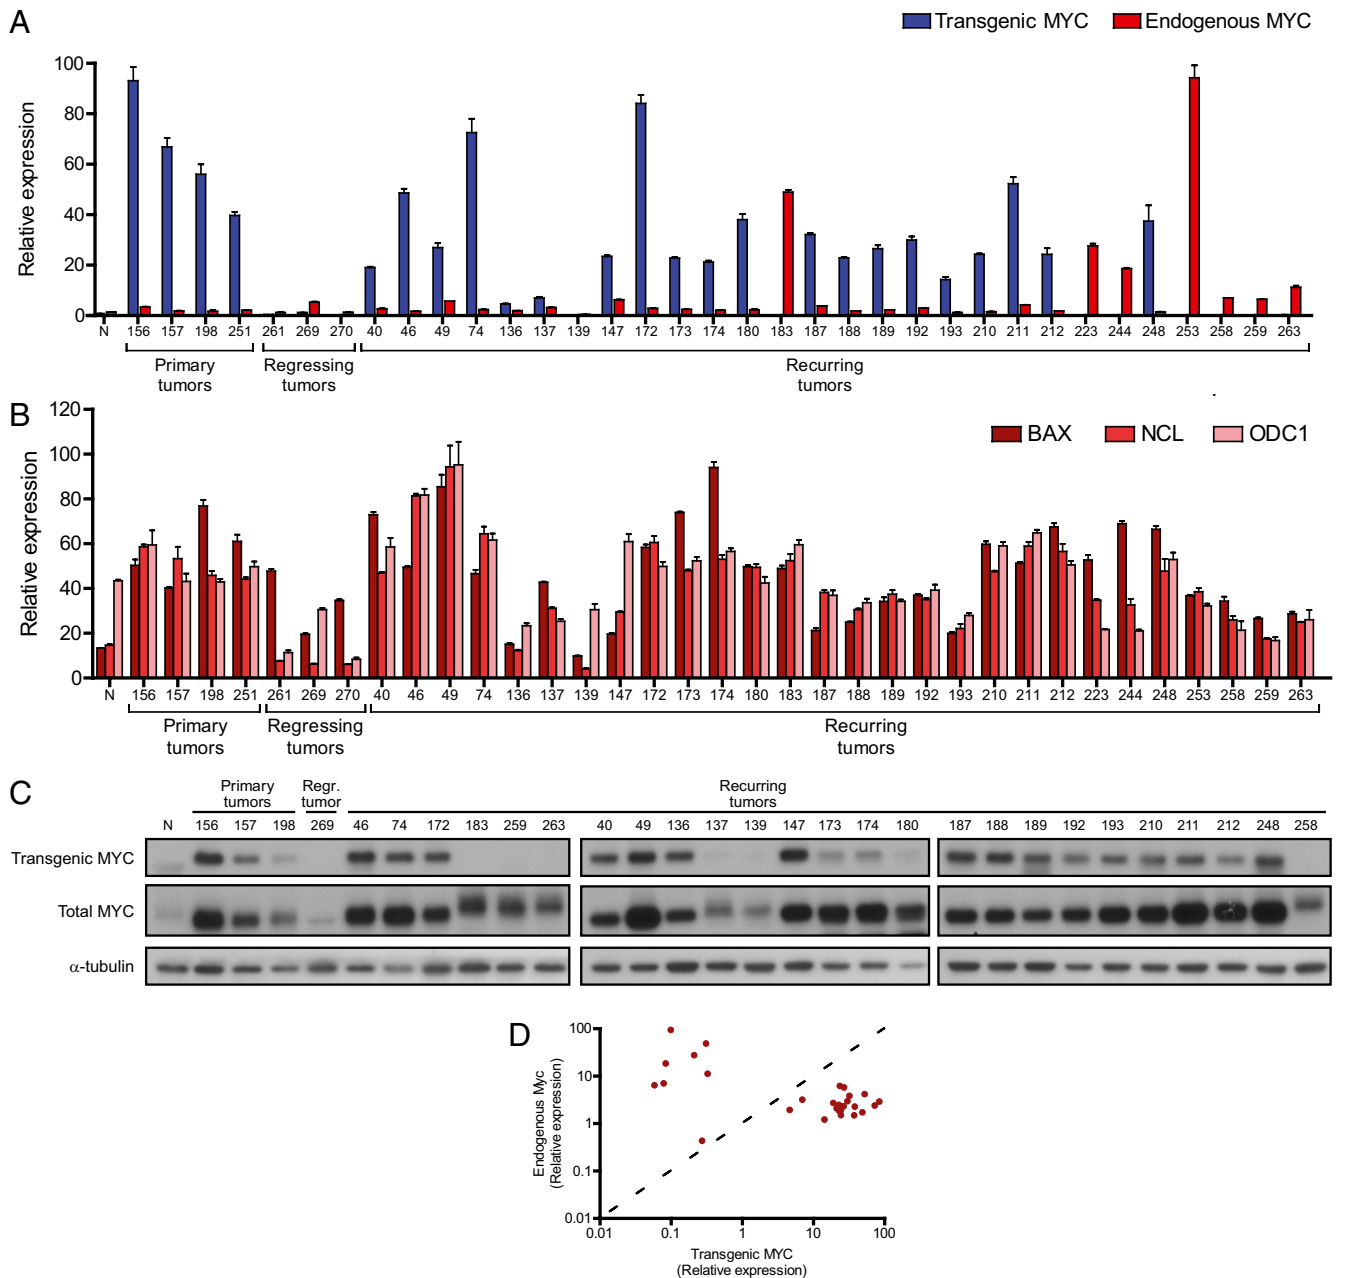 A
Transgenic MYC Endogenous MYC
Relative expression
100
80
60
40
20
0
N 156 157 198 251 261 269 270 40 46 49 74 136 137 139 147 172 173 174 180 183 187 188 189 192 193 210 211 212 223 244 248 253 258 259 263
Primary tumors
Regressing tumors
Recurring tumors
B
BAX NCL ODC1
Relative expression
120
100
80
60
40
20
0
N 156 157 198 251 261 269 270 40 46 49 74 136 137 139 147 172 173 174 180 183 187 188 189 192 193 210 211 212 223 244 248 253 258 259 263
Primary tumors
Regressing tumors
Recurring tumors
C
Primary tumors
Regr. tumor
Recurring tumors
N 156 157 198 269 46 74 172 183 259 263 40 49 136 137 139 147 173 174 180 187 188 189 192 193 210 211 212 248 258
Transgenic MYC
Total MYC
α-tubulin
D
Endogenous Myc
(Relative expression)
100
10
1
0.1
0.01
0.01 0.1 1 10 100
Transgenic MYC
(Relative expression)